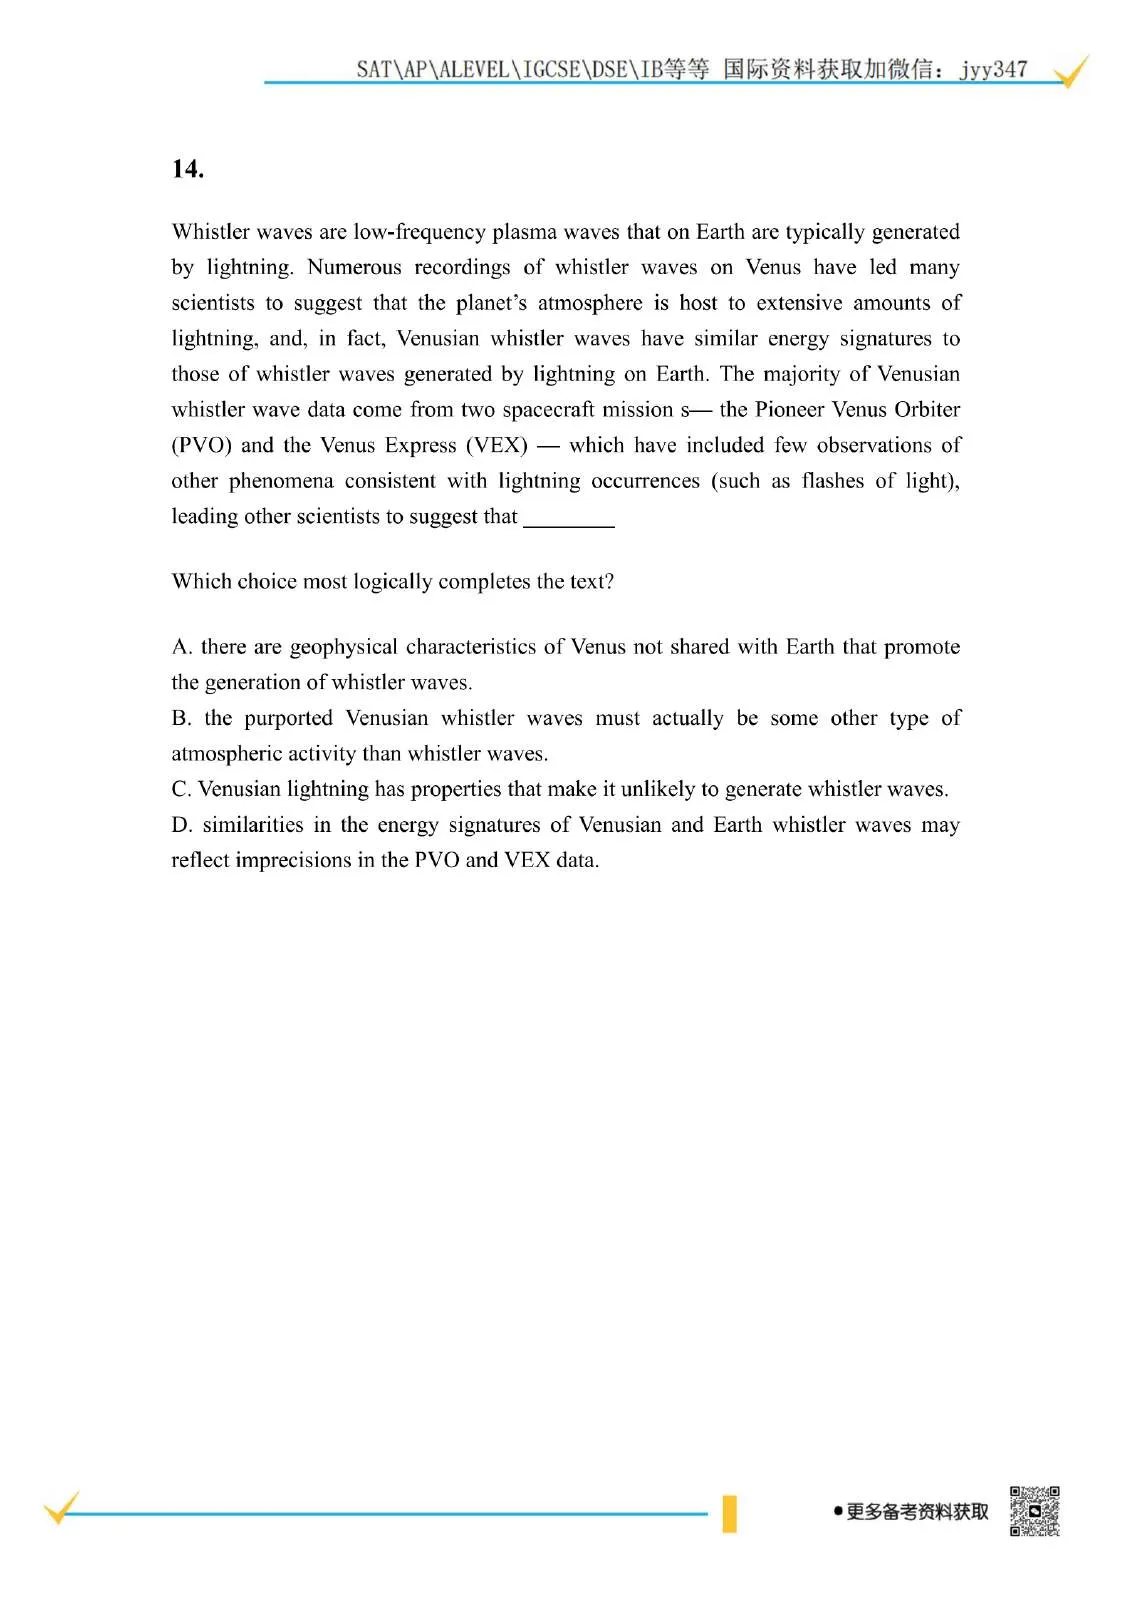 SAT\AP\ALEVEL\IGCSE\DSE\IB等等 国际资料获取加微信：jyy347
14.
Whistler waves are low-frequency plasma waves that on Earth are typically generated
by lightning. Numerous recordings of whistler waves on Venus have led many
scientists to suggest that the planet’s atmosphere is host to extensive amounts of
lightning, and, in fact, Venusian whistler waves have similar energy signatures to
those of whistler waves generated by lightning on Earth. The majority of Venusian
whistler wave data come from two spacecraft mission s— the Pioneer Venus Orbiter
(PVO) and the Venus Express (VEX) — which have included few observations of
other phenomena consistent with lightning occurrences (such as flashes of light),
leading other scientists to suggest that ________
Which choice most logically completes the text?
A. there are geophysical characteristics of Venus not shared with Earth that promote
the generation of whistler waves.
B. the purported Venusian whistler waves must actually be some other type of
atmospheric activity than whistler waves.
C. Venusian lightning has properties that make it unlikely to generate whistler waves.
D. similarities in the energy signatures of Venusian and Earth whistler waves may
reflect imprecisions in the PVO and VEX data.
•更多备考资料获取